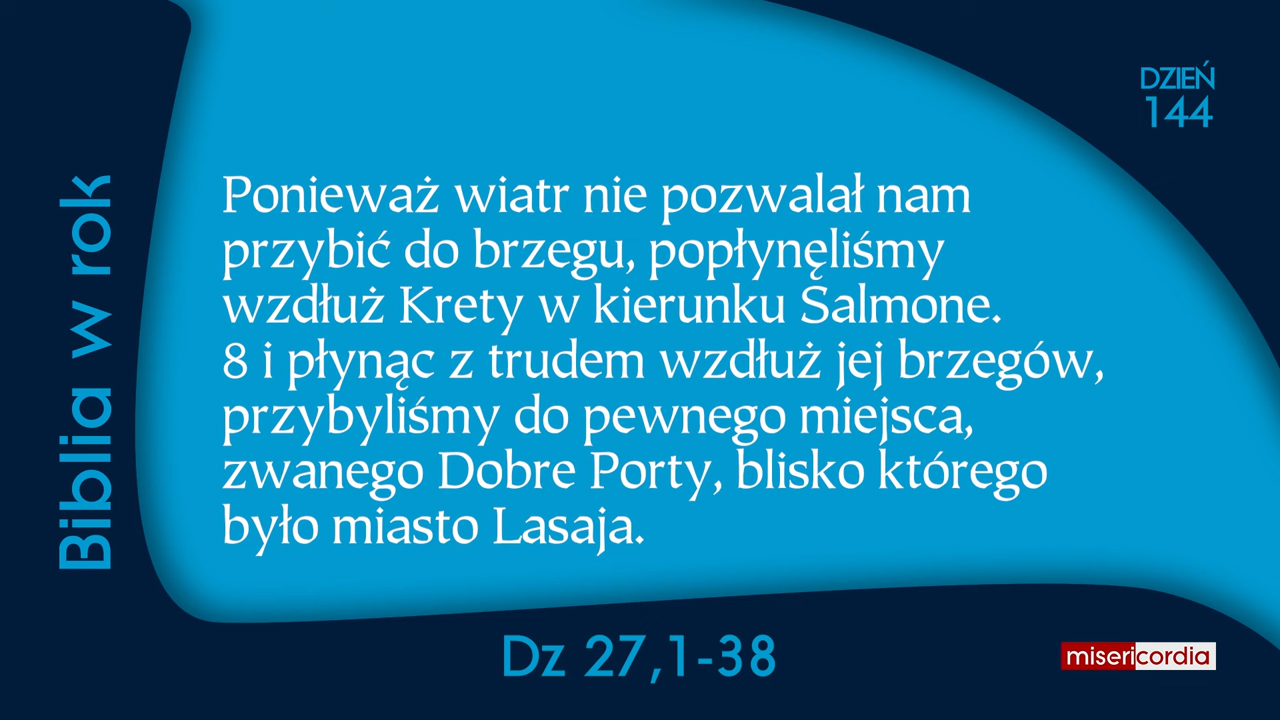 DZIEŃ
144
Biblia w rok
Ponieważ wiatr nie pozwalał nam
przybić do brzegu, popłynęliśmy
wzdłuż Krety w kierunku Salmone.
8 i płynąc z trudem wzdłuż jej brzegów,
przybyliśmy do pewnego miejsca,
zwanego Dobre Porty, blisko którego
było miasto Lasaja.
Dz 27,1-38
misericordia